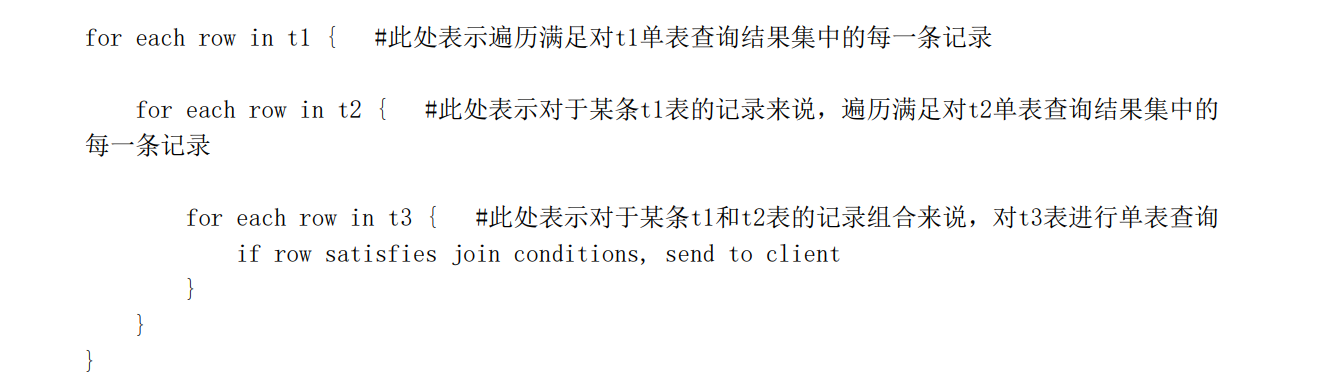 for each row in t1 {   #此处表示遍历满足对t1单表查询结果集中的每一条记录
    for each row in t2 {   #此处表示对于某条t1表的记录来说，遍历满足对t2单表查询结果集中的
每一条记录
        for each row in t3 {   #此处表示对于某条t1和t2表的记录组合来说，对t3表进行单表查询
            if row satisfies join conditions, send to client
        }
    }
}